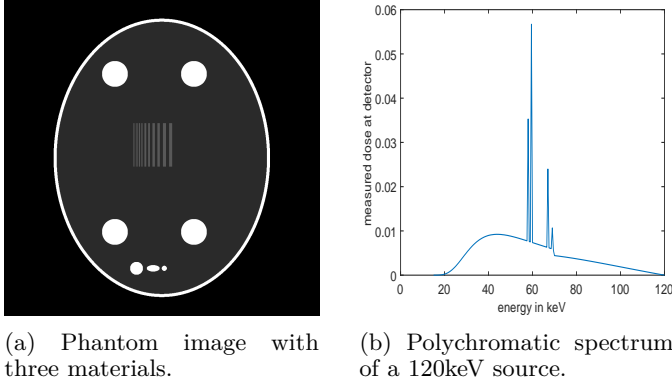 0.06
0.05
0.04
0.03
0.02
0.01
0
measured dose at detector
0 20 40 60 80 100 120
energy in keV
(a) Phantom image with
three materials.
(b) Polychromatic spectrum
of a 120keV source.